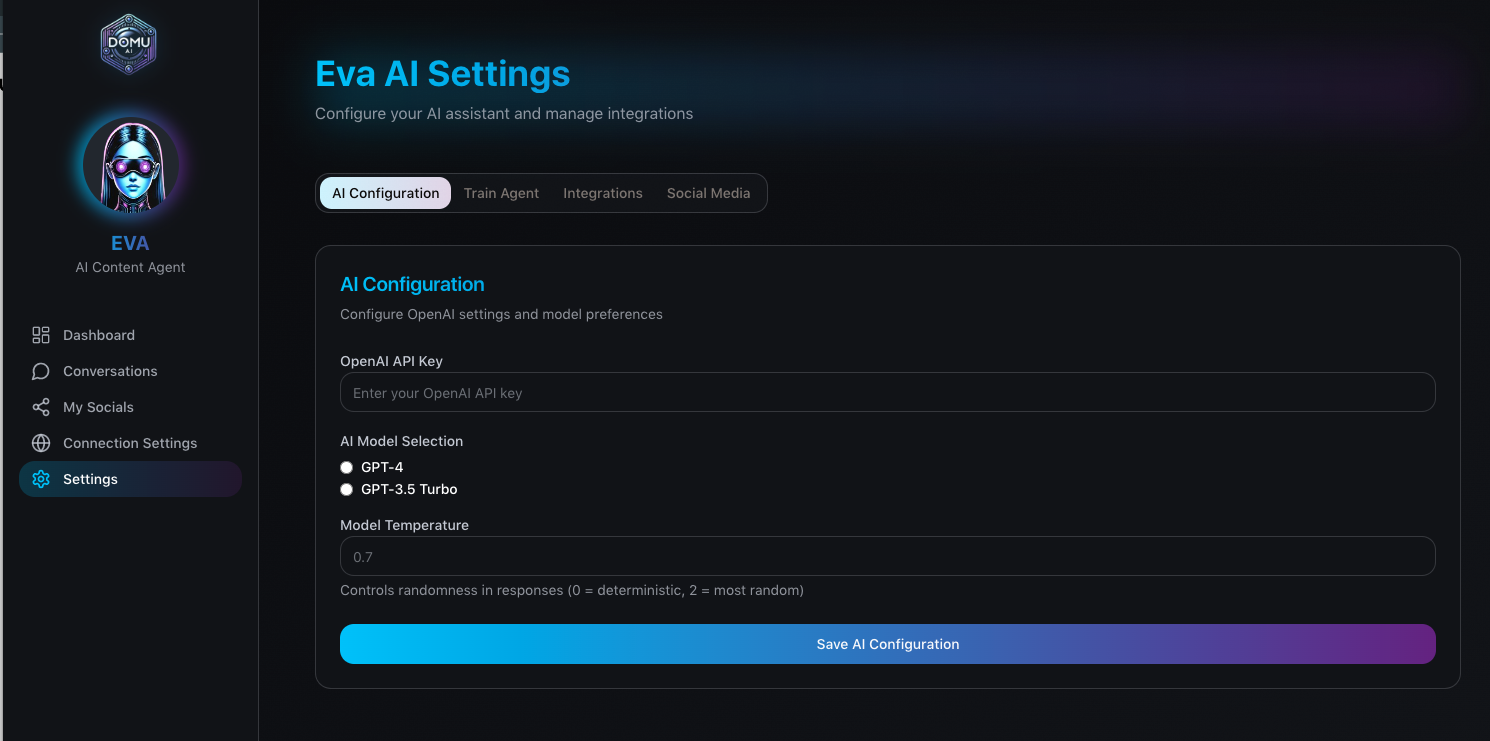 DOMU
AI
EVA
AI Content Agent
Dashboard
Conversations
My Socials
Connection Settings
Settings
Eva AI Settings
Configure your AI assistant and manage integrations
AI Configuration Train Agent Integrations Social Media
AI Configuration
Configure OpenAI settings and model preferences
OpenAI API Key
Enter your OpenAI API key
AI Model Selection
GPT-4
GPT-3.5 Turbo
Model Temperature
0.7
Controls randomness in responses (0 = deterministic, 2 = most random)
Save AI Configuration